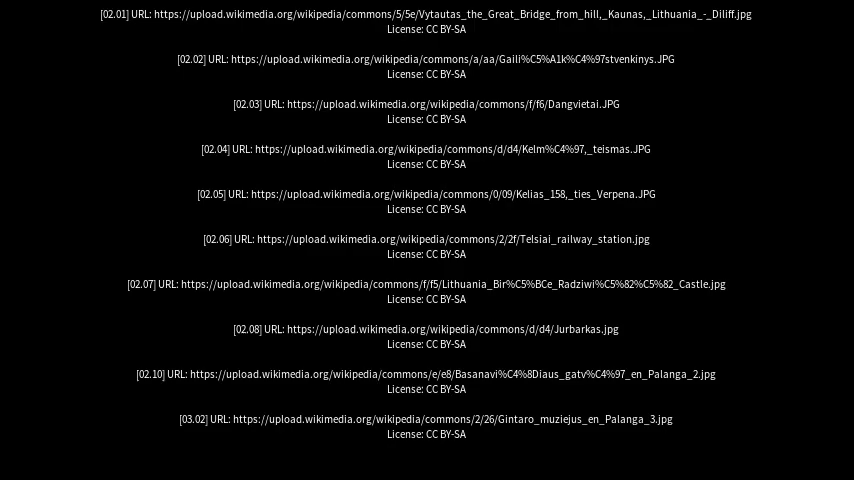 [02.01] URL: https://upload.wikimedia.org/wikipedia/commons/5/5e/Vytautas_the_Great_Bridge_from_hill,_Kaunas,_Lithuania_-_Diliff.jpg
License: CC BY-SA
[02.02] URL: https://upload.wikimedia.org/wikipedia/commons/a/aa/Gaili%C5%A1k%C4%97stvenkinys.JPG
License: CC BY-SA
[02.03] URL: https://upload.wikimedia.org/wikipedia/commons/f/f6/Dangvietai.JPG
License: CC BY-SA
[02.04] URL: https://upload.wikimedia.org/wikipedia/commons/d/d4/Kelm%C4%97,_teismas.JPG
License: CC BY-SA
[02.05] URL: https://upload.wikimedia.org/wikipedia/commons/0/09/Kelias_158,_ties_Verpena.JPG
License: CC BY-SA
[02.06] URL: https://upload.wikimedia.org/wikipedia/commons/2/2f/Telsiai_railway_station.jpg
License: CC BY-SA
[02.07] URL: https://upload.wikimedia.org/wikipedia/commons/f/f5/Lithuania_Bir%C5%BCe_Radziwi%C5%82%C5%82_Castle.jpg
License: CC BY-SA
[02.08] URL: https://upload.wikimedia.org/wikipedia/commons/d/d4/Jurbarkas.jpg
License: CC BY-SA
[02.10] URL: https://upload.wikimedia.org/wikipedia/commons/e/e8/Basanavi%C4%8Diaus_gatv%C4%97_en_Palanga_2.jpg
License: CC BY-SA
[03.02] URL: https://upload.wikimedia.org/wikipedia/commons/2/26/Gintaro_muziejus_en_Palanga_3.jpg
License: CC BY-SA